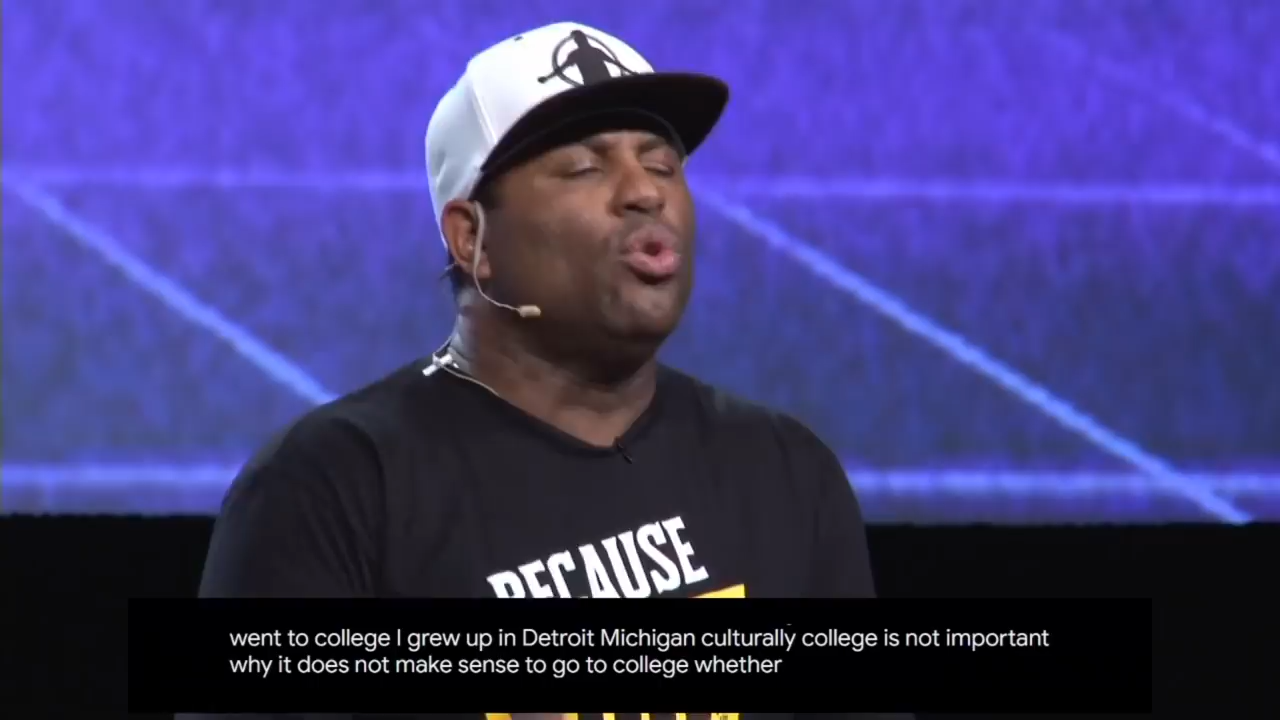 BECAUSE
went to college I grew up in Detroit Michigan culturally college is not important
why it does not make sense to go to college whether